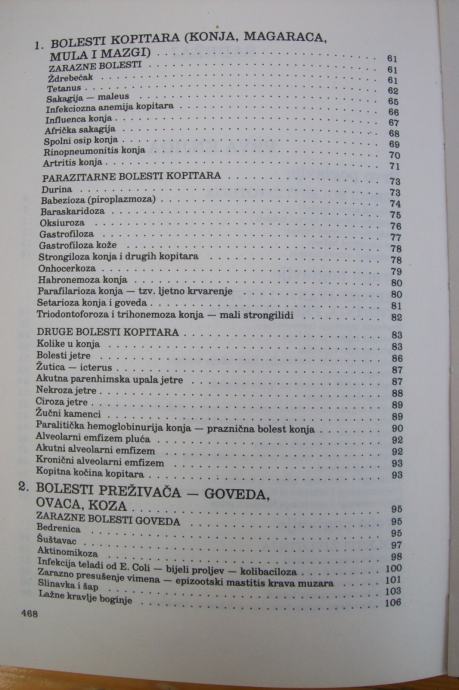 1. BOLESTI KOPITARA (KONJA, MAGARACA,
MULA I MAZGI) . . . 61
ZARAZNE BOLESTI . . . 61
Ždrebećak . . . 61
Tetanus . . . 62
Sakagija — maleus . . . 65
Infekciozna anemija kopitara . . . 66
Influenca konja . . . 67
Afrička sakagija . . . 68
Spolni osip konja . . . 69
Rinopneumonitis konja . . . 70
Artritis konja . . . 71
PARAZITARNE BOLESTI KOPITARA . . . 73
Durina . . . 73
Babezioza (piroplazmoza) . . . 74
Baraskaridoza . . . 75
Oksiuroza . . . 76
Gastrofiloza . . . 77
Gastrofiloza kože . . . 78
Strongiloza konja i drugih kopitara . . . 78
Onhocerkoza . . . 79
Habronemoza konja . . . 80
Parafilarioza konja — tzv. ljetno krvarenje . . . 80
Setarioza konja i goveda . . . 81
Triodontoforoza i trihonemoza konja — mali strongilidi . . . 82
DRUGE BOLESTI KOPITARA . . . 83
Kolike u konja . . . 83
Bolesti jetre . . . 86
Žutica — icterus . . . 87
Akutna parenhimska upala jetre . . . 87
Nekroza jetre . . . 88
Ciroza jetre . . . 89
Žučni kamenci . . . 89
Paralitička hemoglobinurija konja — praznična bolest konja . . . 90
Alveolarni emfizem pluća . . . 92
Akutni alveolarni emfizem . . . 92
Kronični alveolarni emfizem . . . 93
Kopitna kočina kopitara . . . 93
2. BOLESTI PREŽIVAČA — GOVEDA,
OVACA, KOZA . . . 95
ZARAZNE BOLESTI GOVEDA . . . 95
Bedrenica . . . 95
Šuštavac . . . 97
Aktinomikoza . . . 98
Infekcija teladi od E. Coli — bijeli proljev — kolibaciloza . . . 100
Zarazno presušenje vimena — epizootski mastitis krava muzara . . . 101
Slinavka i šap . . . 103
Lažne kravlje boginje . . . 106
468